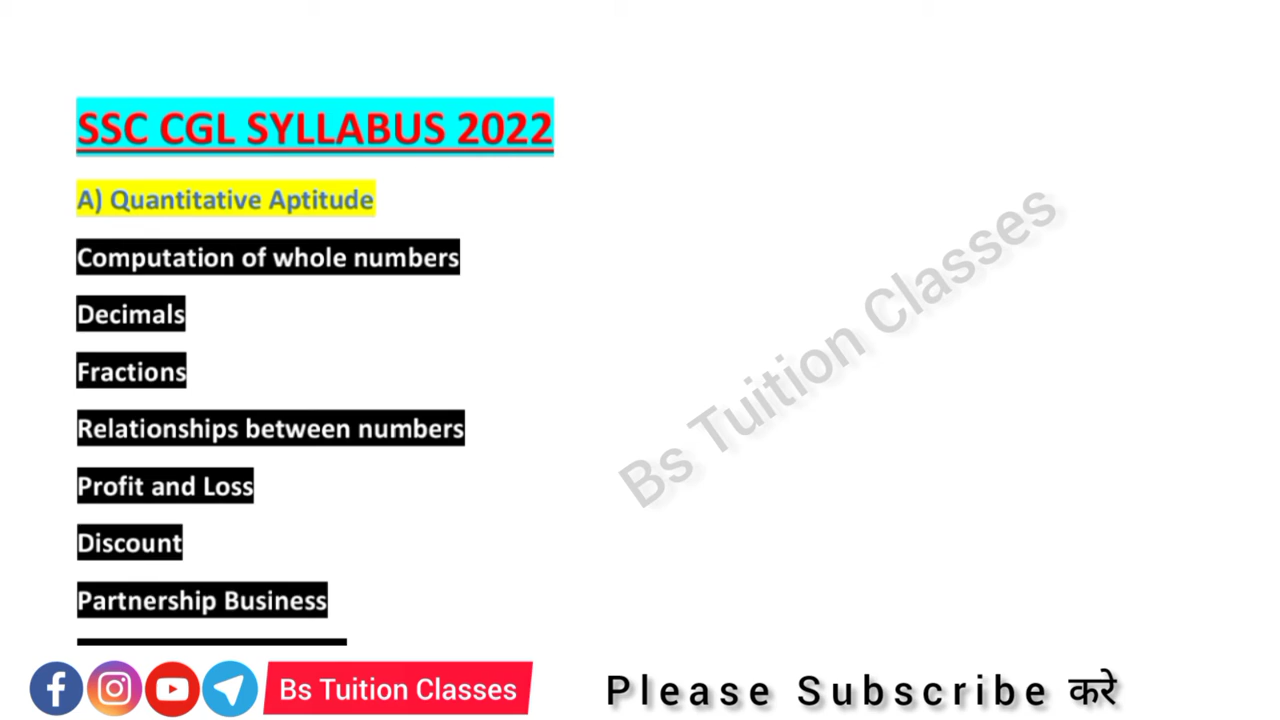 SSC CGL SYLLABUS 2022
A) Quantitative Aptitude
Computation of whole numbers
Decimals
Fractions
Relationships between numbers
Profit and Loss
Discount
Partnership Business
Bs Tuition Classes
Bs Tuition Classes
Please Subscribe करे